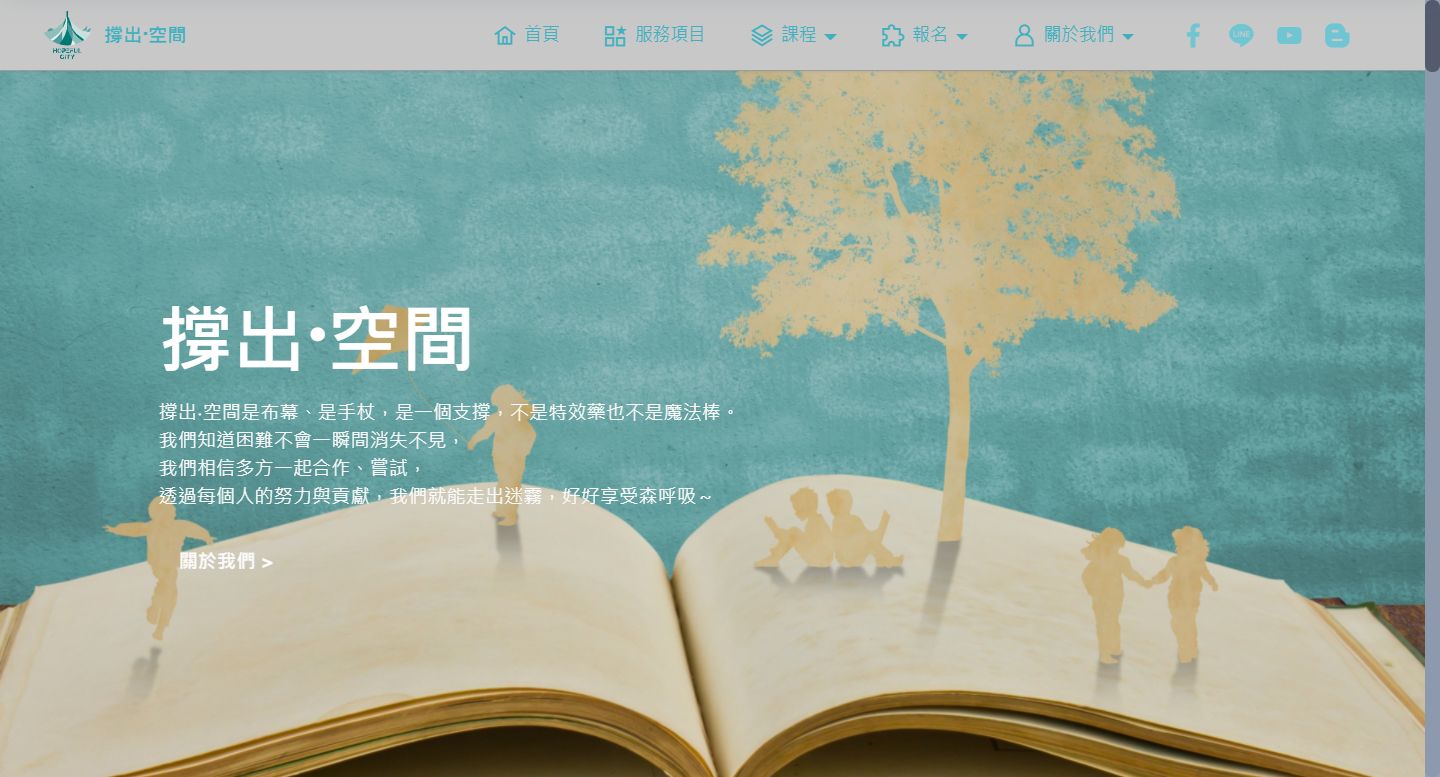 HOPEFUL
CITY
撐出·空間
首頁
服務項目
課程
報名
關於我們
LINE
撐出·空間
撐出·空間是布幕、是手杖，是一個支撐，不是特效藥也不是魔法棒。
我們知道困難不會一瞬間消失不見，
我們相信多方一起合作、嘗試，
透過每個人的努力與貢獻，我們就能走出迷霧，好好享受森呼吸～
關於我們 >